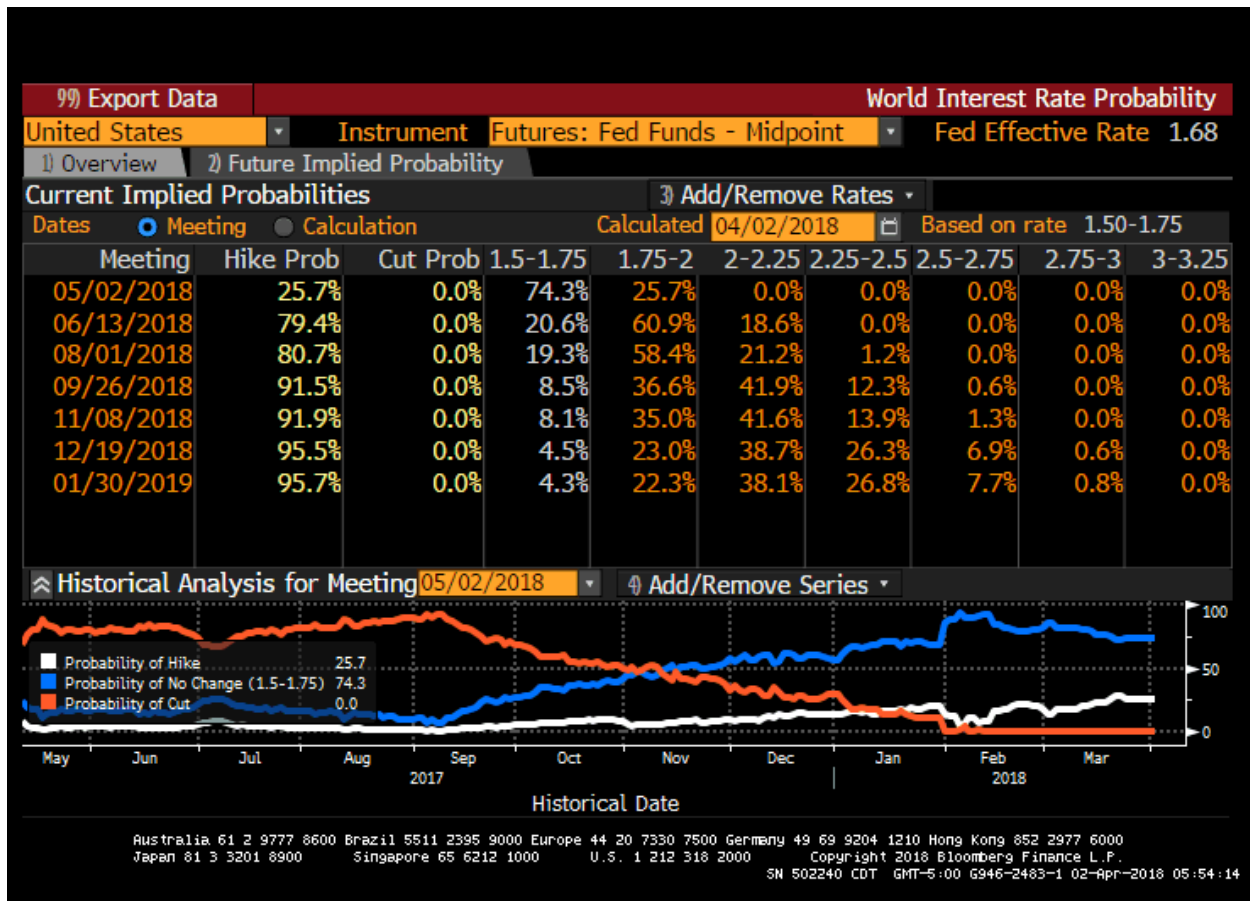 99) Export Data World Interest Rate Probability
United States Instrument Futures: Fed Funds - Midpoint Fed Effective Rate 1.68
1) Overview 2) Future Implied Probability
Current Implied Probabilities 3) Add/Remove Rates
Dates Meeting Calculation Calculated 04/02/2018 Based on rate 1.50-1.75
Meeting Hike Prob Cut Prob 1.5-1.75 1.75-2 2-2.25 2.25-2.5 2.5-2.75 2.75-3 3-3.25
05/02/2018 25.7% 0.0% 74.3% 25.7% 0.0% 0.0% 0.0% 0.0% 0.0%
06/13/2018 79.4% 0.0% 20.6% 60.9% 18.6% 0.0% 0.0% 0.0% 0.0%
08/01/2018 80.7% 0.0% 19.3% 58.4% 21.2% 1.2% 0.0% 0.0% 0.0%
09/26/2018 91.5% 0.0% 8.5% 36.6% 41.9% 12.3% 0.6% 0.0% 0.0%
11/08/2018 91.9% 0.0% 8.1% 35.0% 41.6% 13.9% 1.3% 0.0% 0.0%
12/19/2018 95.5% 0.0% 4.5% 23.0% 38.7% 26.3% 6.9% 0.6% 0.0%
01/30/2019 95.7% 0.0% 4.3% 22.3% 38.1% 26.8% 7.7% 0.8% 0.0%
Historical Analysis for Meeting 05/02/2018 4) Add/Remove Series
100
Probability of Hike 25.7
50
Probability of No Change (1.5-1.75) 74.3
Probability of Cut 0.0
0
May Jun Jul Aug Sep Oct Nov Dec Jan Feb Mar
2017 2018
Historical Date
Australia 61 2 9777 8600 Brazil 5511 2395 9000 Europe 44 20 7330 7500 Germany 49 69 9204 1210 Hong Kong 852 2977 6000
Japan 81 3 3201 8900 Singapore 65 6212 1000 U.S. 1 212 318 2000 Copyright 2018 Bloomberg Finance L.P.
SN 502240 CDT GMT-5:00 G946-2483-1 02-Apr-2018 05:54:14